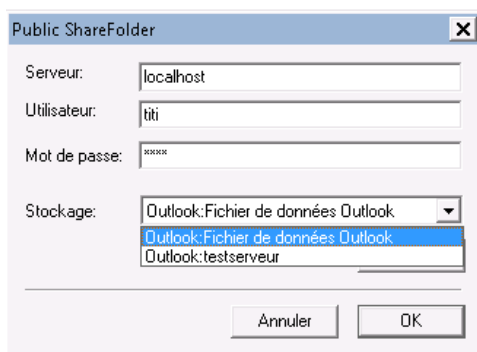 Public ShareFolder
Serveur: localhost
Utilisateur: titi
Mot de passe: ****
Stockage: Outlook:Fichier de données Outlook
Outlook:Fichier de données Outlook
Outlook:testserveur
Annuler OK